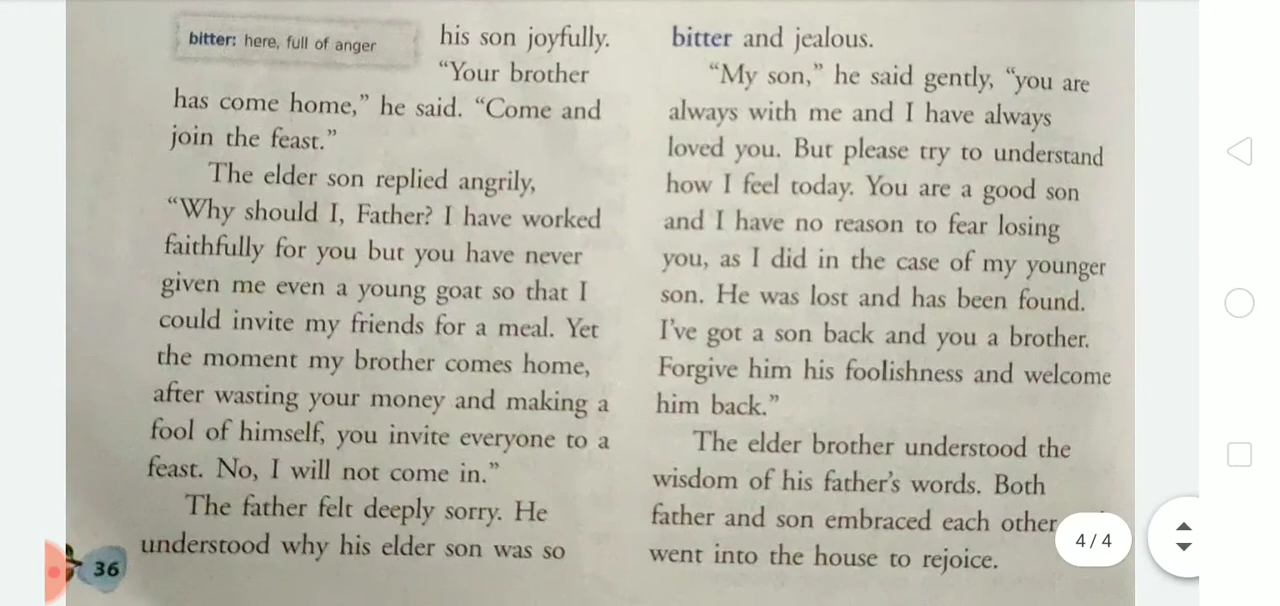 bitter: here, full of anger
his son joyfully.
“Your brother
has come home,” he said. “Come and
join the feast.”
The elder son replied angrily,
“Why should I, Father? I have worked
faithfully for you but you have never
given me even a young goat so that I
could invite my friends for a meal. Yet
the moment my brother comes home,
after wasting your money and making a
fool of himself, you invite everyone to a
feast. No, I will not come in.”
The father felt deeply sorry. He
understood why his elder son was so
36
bitter and jealous.
“My son,” he said gently, “you are
always with me and I have always
loved you. But please try to understand
how I feel today. You are a good son
and I have no reason to fear losing
you, as I did in the case of my younger
son. He was lost and has been found.
I’ve got a son back and you a brother.
Forgive him his foolishness and welcome
him back.”
The elder brother understood the
wisdom of his father’s words. Both
father and son embraced each other
went into the house to rejoice.
4 / 4